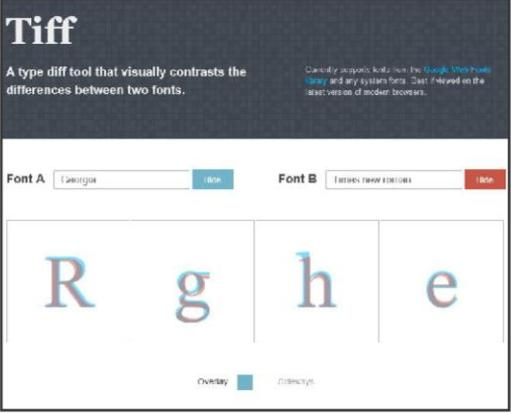 Tiff
A type diff tool that visually contrasts the
differences between two fonts.
Currently supports fonts from the Google Web Fonts
library and any system fonts. Best if viewed on the
latest version of modern browsers.
Font A Georgia Hide Font B Times new roman Hide
R g h e
Overlay Sideways